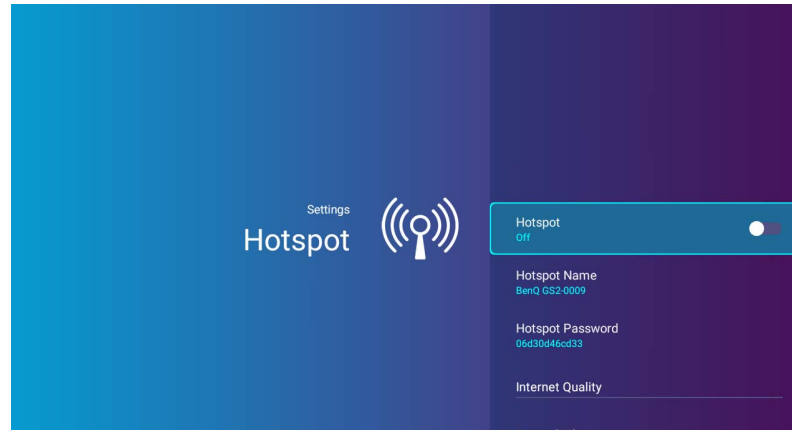 Settings
Hotspot
Hotspot
Off
Hotspot Name
BenQ GS2-0009
Hotspot Password
06d30d46cd33
Internet Quality